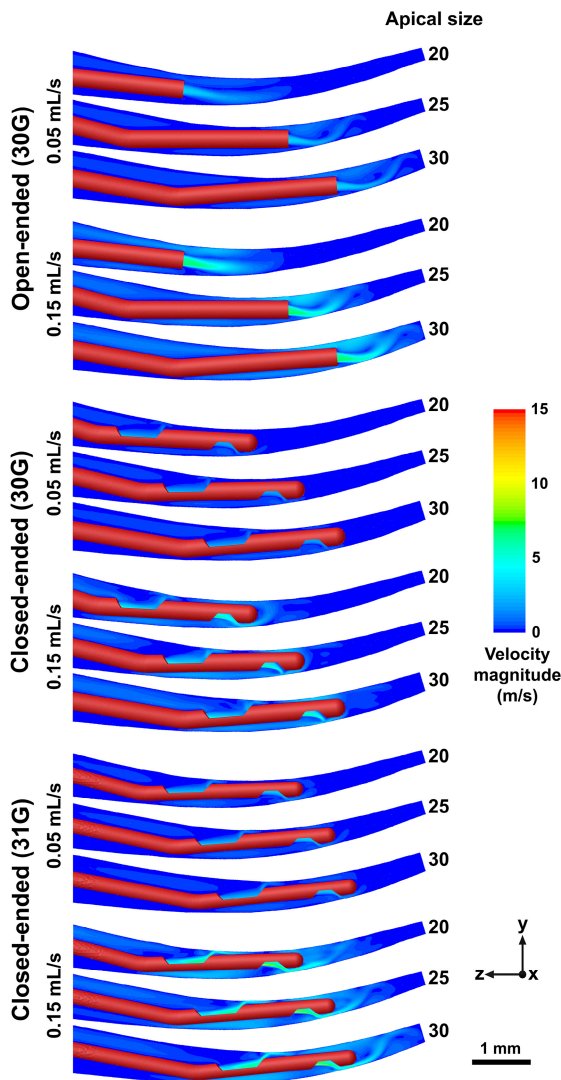 Apical size
Open-ended (30G)
0.05 mL/s
20
25
30
0.15 mL/s
20
25
30
Closed-ended (30G)
0.05 mL/s
20
25
30
0.15 mL/s
20
25
30
15
10
5
0
Velocity
magnitude
(m/s)
Closed-ended (31G)
0.05 mL/s
20
25
30
0.15 mL/s
20
25
30
y
z
x
1 mm